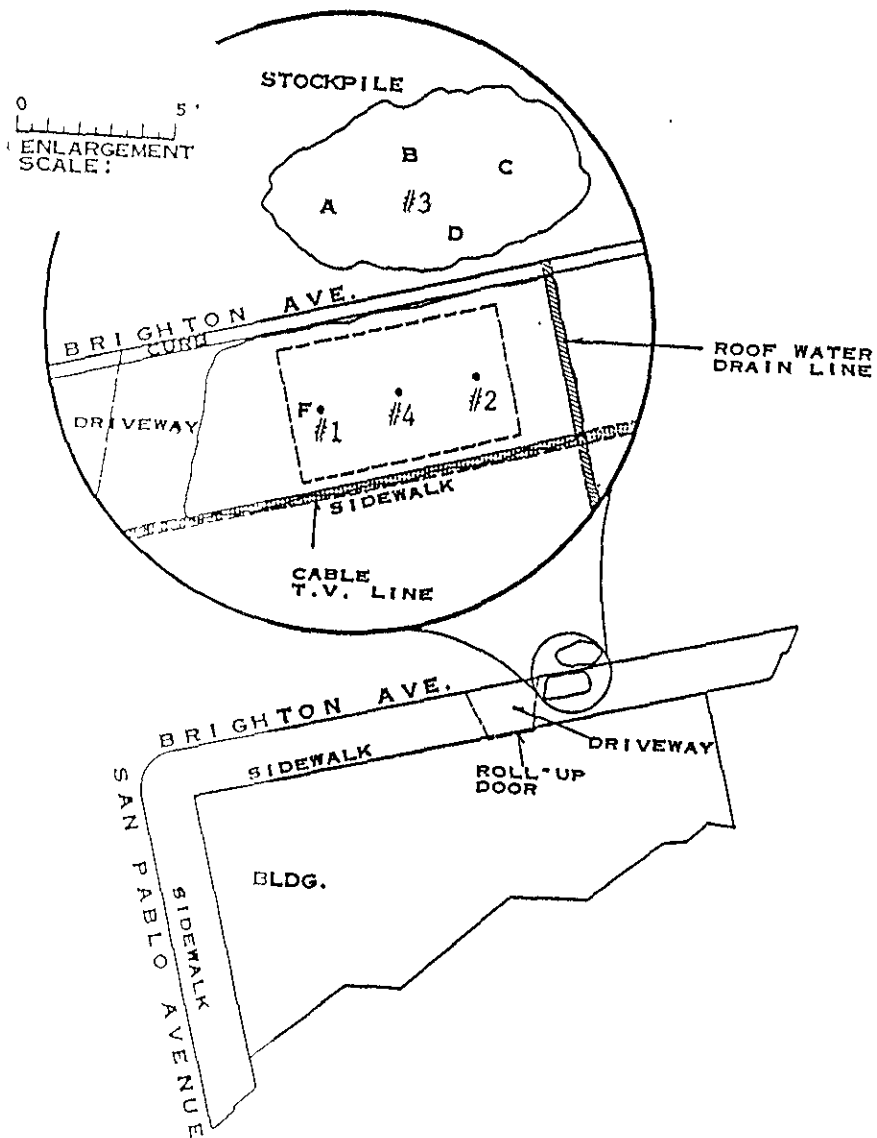 STOCKPILE
0 5'
ENLARGEMENT
SCALE:
B
C
A
#3
D
BRIGHTON AVE.
CURB
ROOF WATER
DRAIN LINE
DRIVEWAY
F
#1
#4
#2
SIDEWALK
CABLE
T.V. LINE
BRIGHTON AVE.
SIDEWALK
DRIVEWAY
ROLL-UP
DOOR
SAN PABLO AVENUE
SIDEWALK
BLDG.